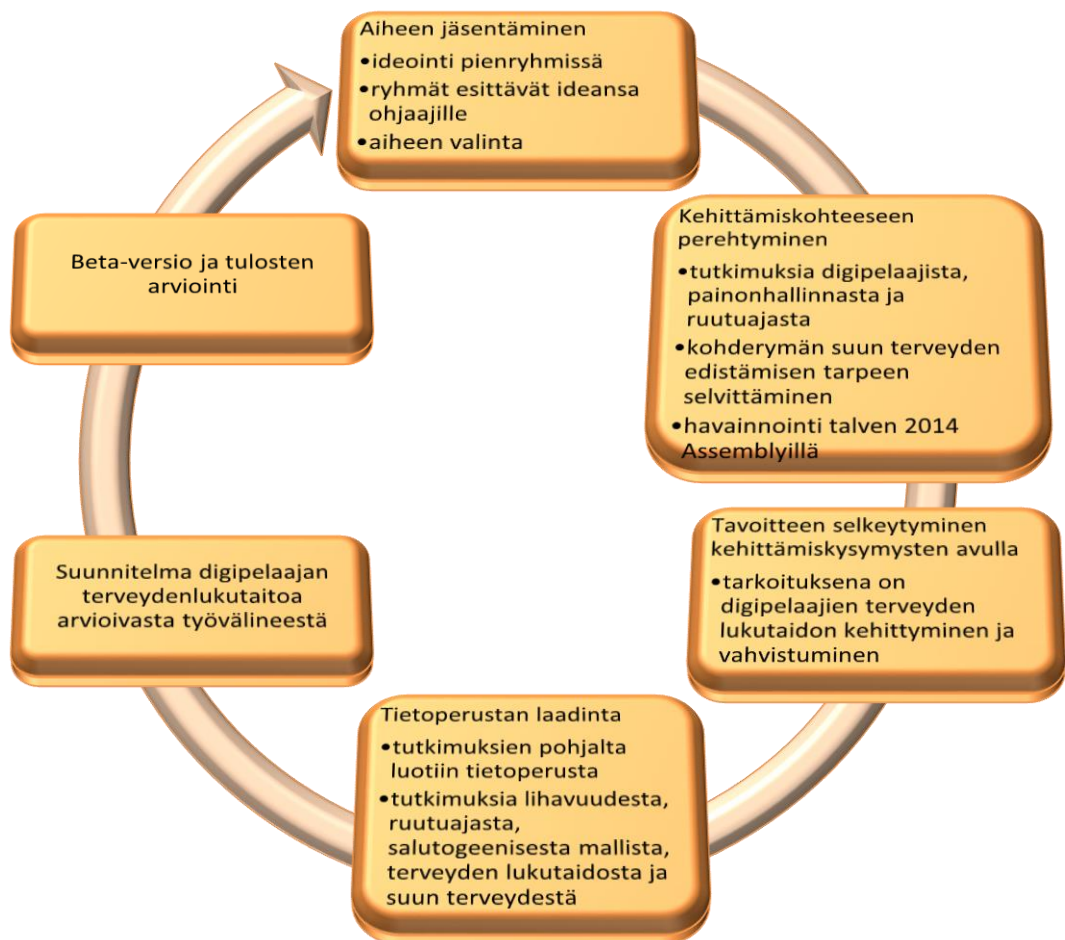 Aiheen jäsentäminen
•ideointi pienryhmissä
•ryhmät esittävät ideansa
ohjaajille
•aiheen valinta
Kehittämiskohteeseen
perehtyminen
•tutkimuksia digipelaajista,
painonhallinnasta ja
ruutuajasta
•kohderymän suun terveyden
edistämisen tarpeen
selvittäminen
•havainnointi talven 2014
Assemblyillä
Tavoitteen selkeytyminen
kehittämiskysymysten avulla
•tarkoituksena on
digipelaajien terveyden
lukutaidon kehittyminen ja
vahvistuminen
Tietoperustan laadinta
•tutkimuksien pohjalta
luotiin tietoperusta
•tutkimuksia lihavuudesta,
ruutuajasta,
salutogeenisesta mallista,
terveyden lukutaidosta ja
suun terveydestä
Suunnitelma digipelaajan
terveydenlukutaitoa
arvioivasta työvälineestä
Beta-versio ja tulosten
arviointi